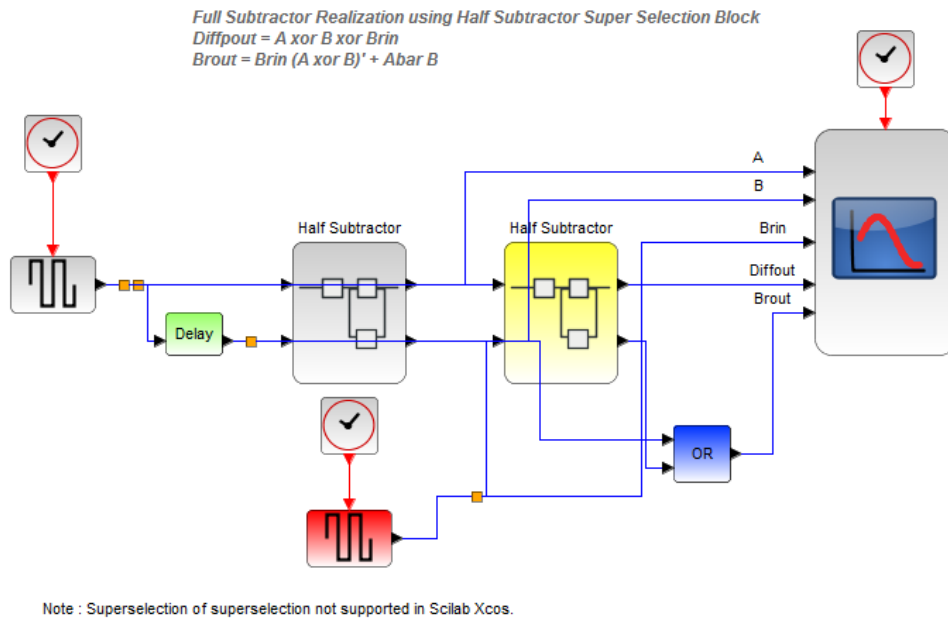 Full Subtractor Realization using Half Subtractor Super Selection Block
Diffpout = A xor B xor Brin
Brout = Brin (A xor B)' + Abar B
A
B
Half Subtractor
Half Subtractor
Brin
Diffout
Brout
Delay
OR
Note : Superselection of superselection not supported in Scilab Xcos.